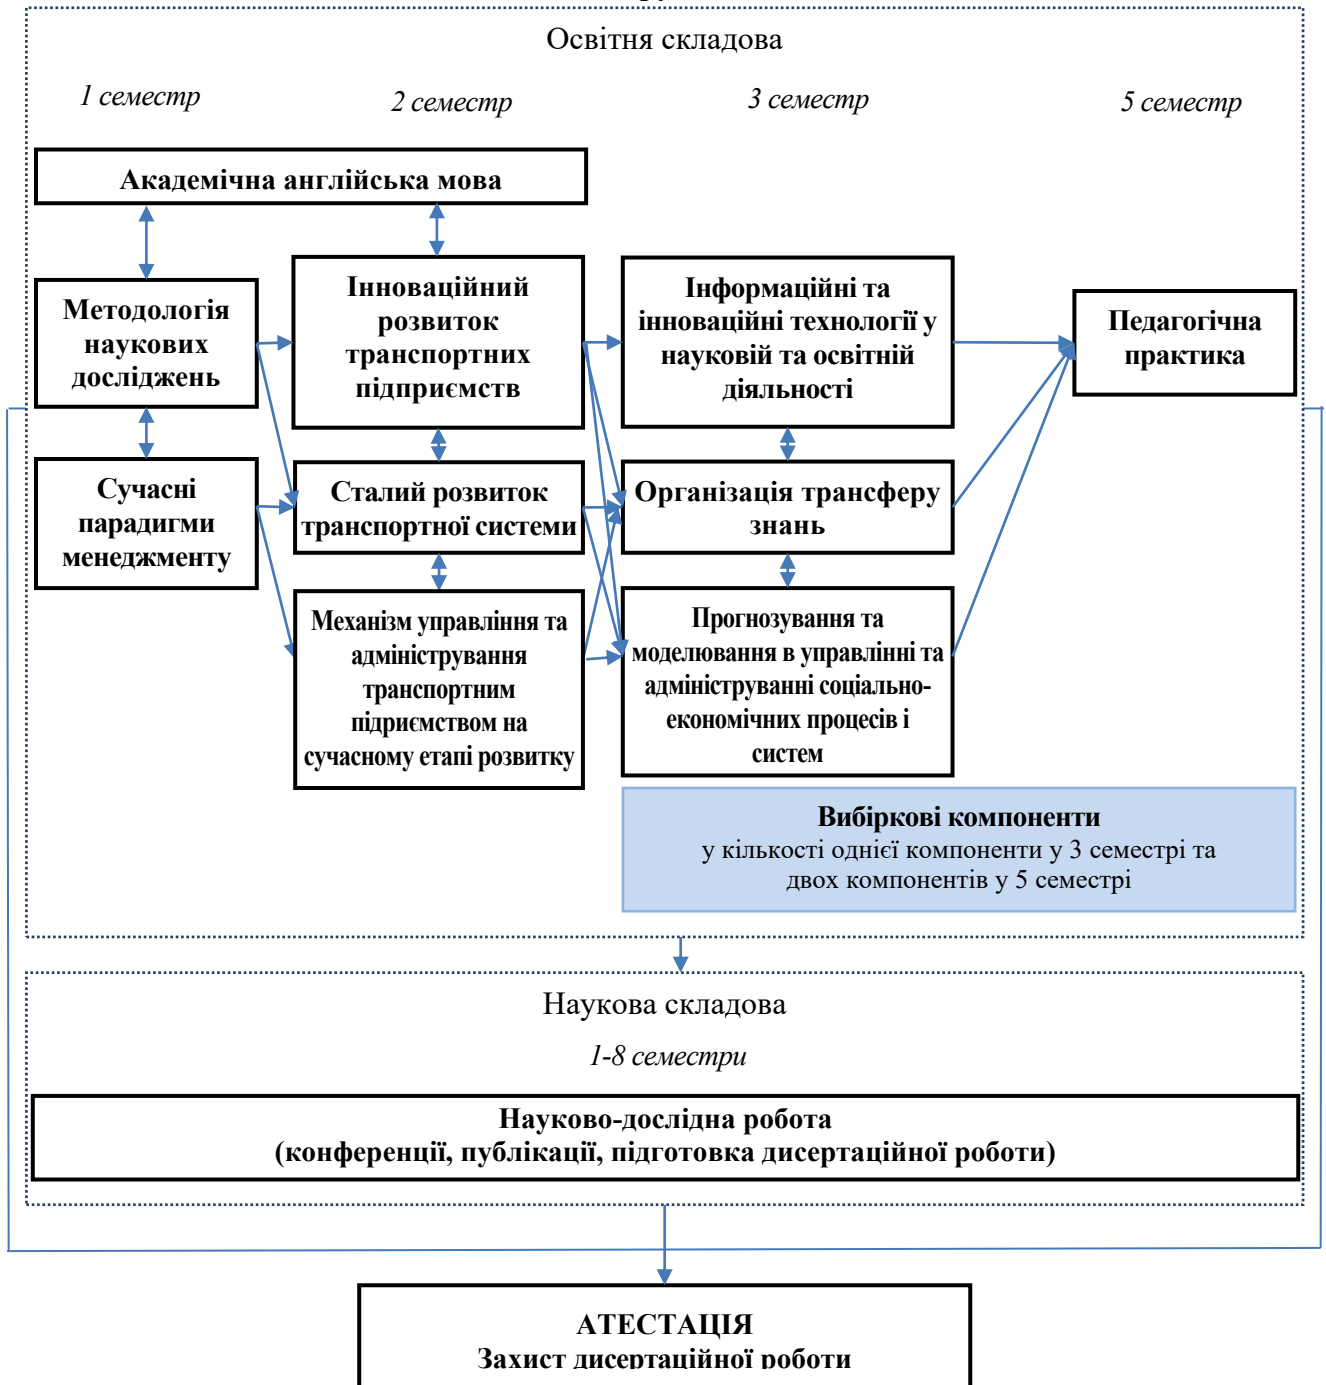 Освітня складова
1 семестр
2 семестр
3 семестр
5 семестр
Академічна англійська мова
Методологія
наукових
досліджень
Сучасні
парадигми
менеджменту
Інноваційний
розвиток
транспортних
підприємств
Сталий розвиток
транспортної системи
Механізм управління та
адміністрування
транспортним
підриємством на
сучасному етапі розвитку
Інформаційні та
інноваційні технології у
науковій та освітній
діяльності
Організація трансферу
знань
Прогнозування та
моделювання в управлінні та
адмініструванні соціально-
економічних процесів і
систем
Педагогічна
практика
Вибіркові компоненти
у кількості однієї компоненти у 3 семестрі та
двох компонентів у 5 семестрі
Наукова складова
1-8 семестри
Науково-дослідна робота
(конференції, публікації, підготовка дисертаційної роботи)
АТЕСТАЦІЯ
Захист дисертаційної роботи